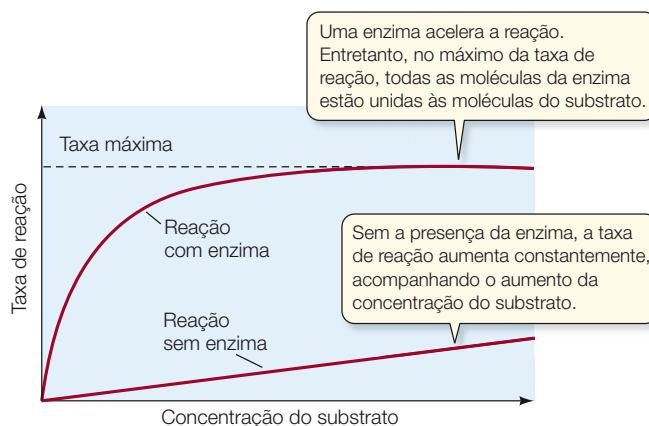 Uma enzima acelera a reação.
Entretanto, no máximo da taxa de
reação, todas as moléculas da enzima
estão unidas às moléculas do substrato.
Taxa máxima
Taxa de reação
Reação
com enzima
Sem a presença da enzima, a taxa
de reação aumenta constantemente,
acompanhando o aumento da
concentração do substrato.
Reação
sem enzima
Concentração do substrato